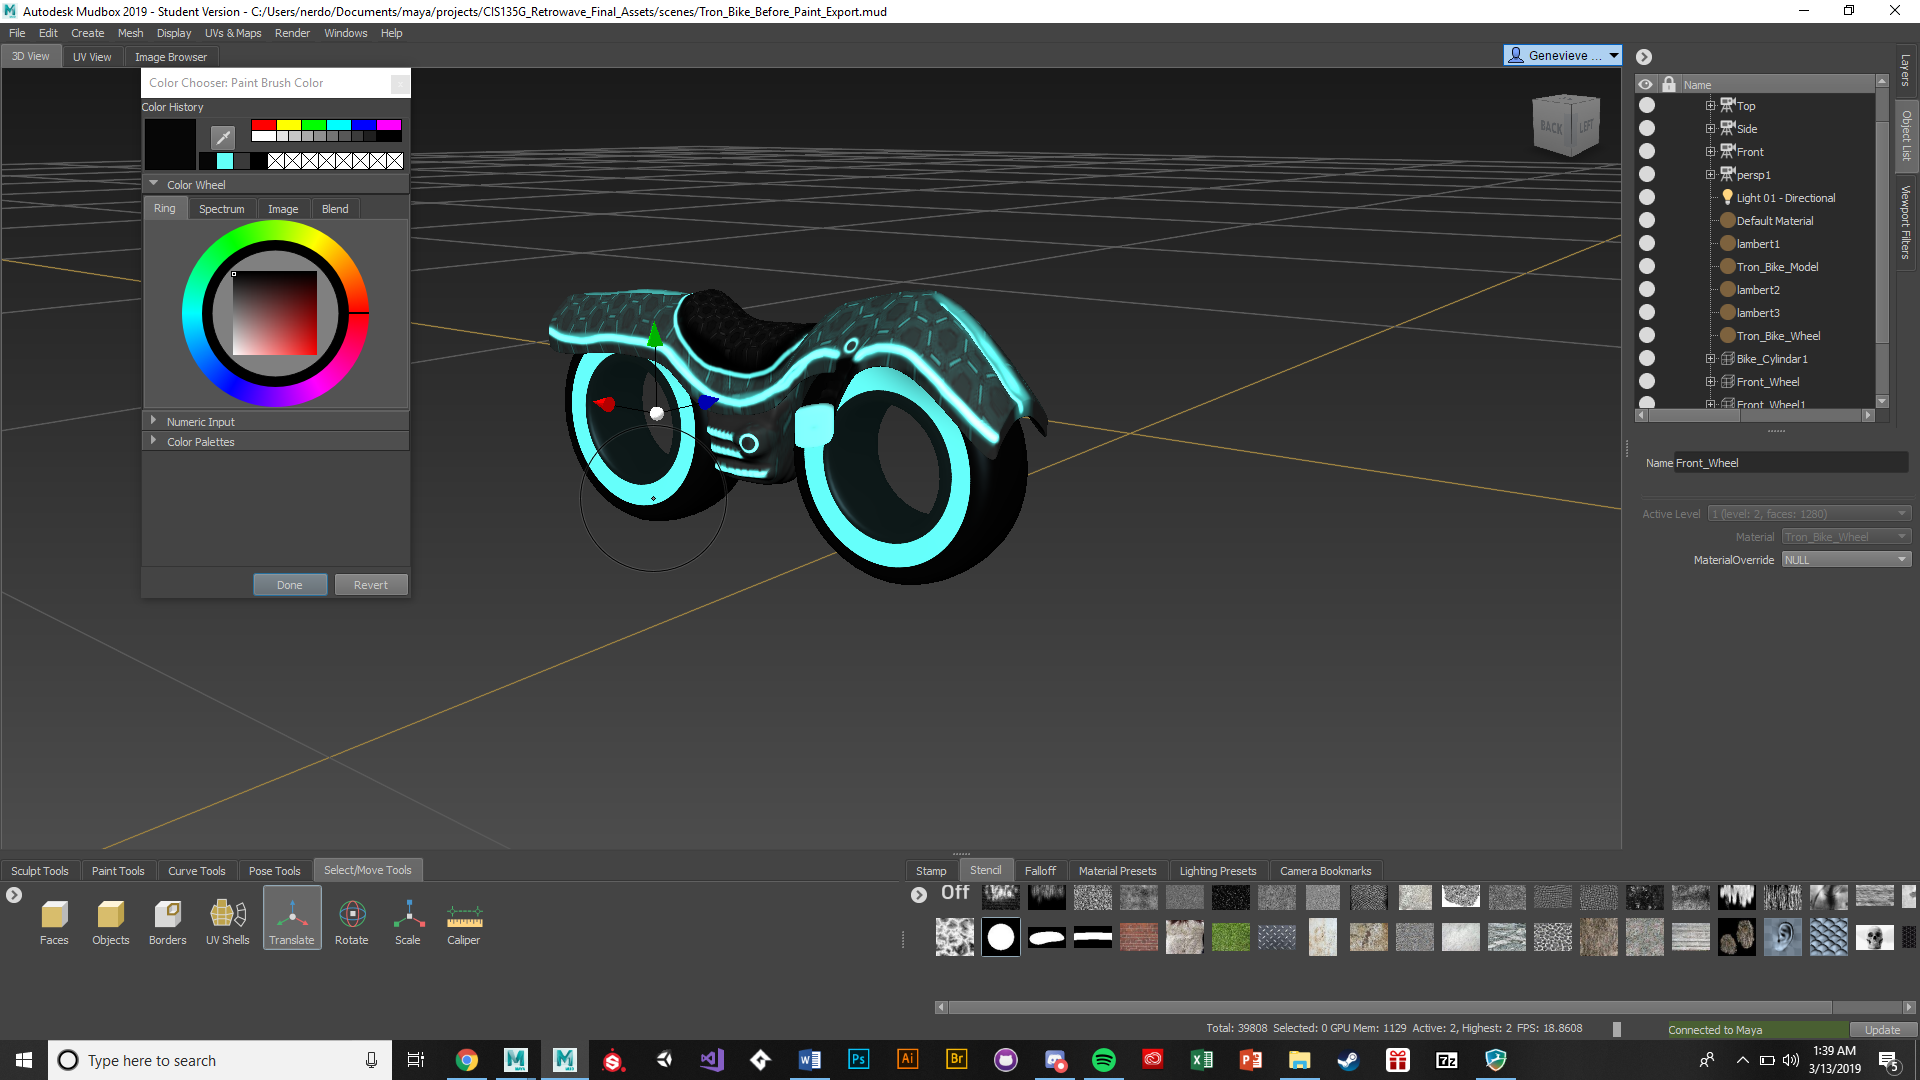 Autodesk Mudbox 2019 - Student Version - C:/Users/nerdo/Documents/maya/projects/CIS135G_Retrowave_Final_Assets/scenes/Tron_Bike_Before_Paint_Export.mud
File Edit Create Mesh Display UVs & Maps Render Windows Help
3D View UV View Image Browser
Genevieve ...
Color Chooser: Paint Brush Color
Color History
Color Wheel
Ring Spectrum Image Blend
Numeric Input
Color Palettes
Done Revert
BACK LEFT
Name
Top
Side
Front
persp1
Light 01 - Directional
Default Material
lambert1
Tron_Bike_Model
lambert2
lambert3
Tron_Bike_Wheel
Bike_Cylindar1
Front_Wheel
Front_Wheel1
Layers
Object List
Viewport Filters
Name Front_Wheel
Active Level 1 (level: 2, faces: 1280)
Material Tron_Bike_Wheel
MaterialOverride NULL
Sculpt Tools Paint Tools Curve Tools Pose Tools Select/Move Tools
Faces Objects Borders UV Shells Translate Rotate Scale Caliper
Stamp Stencil Falloff Material Presets Lighting Presets Camera Bookmarks
Off
Total: 39808 Selected: 0 GPU Mem: 1129 Active: 2, Highest: 2 FPS: 18.8608
Connected to Maya Update
Type here to search
Ps Ai Br
7z
1:39 AM
3/13/2019
5